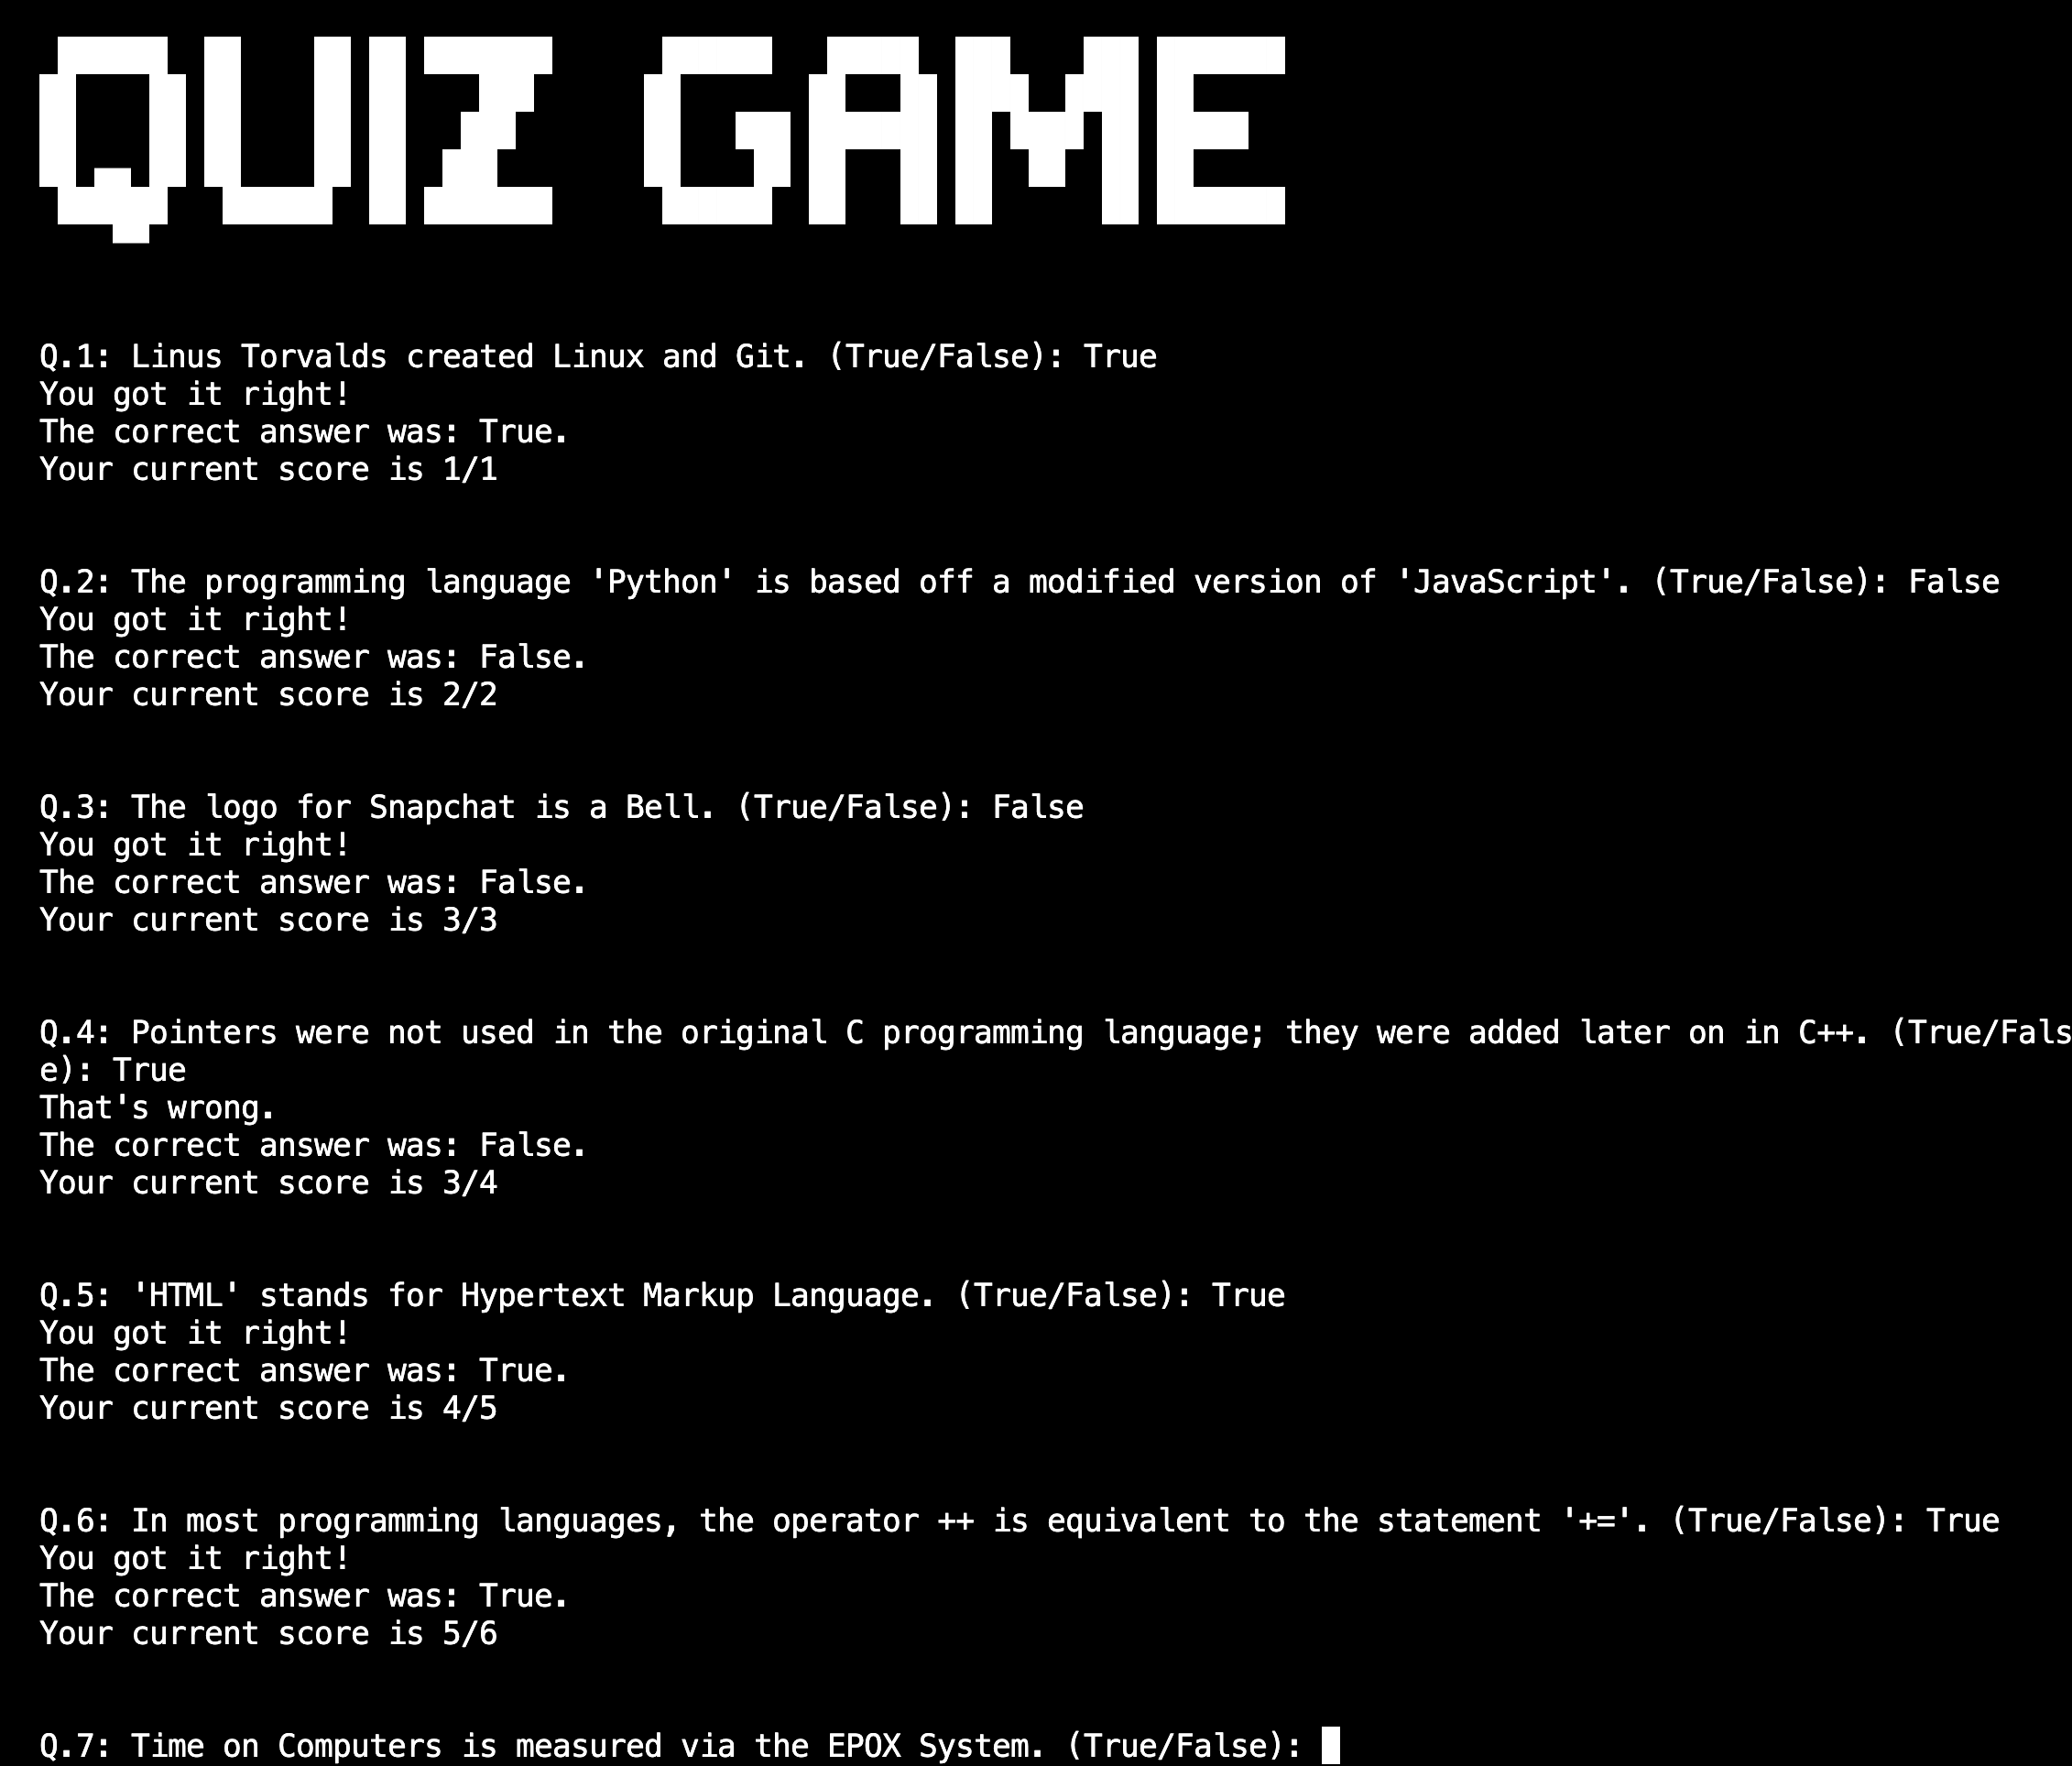 QUIZ GAME
Q.1: Linus Torvalds created Linux and Git. (True/False): True
You got it right!
The correct answer was: True.
Your current score is 1/1
Q.2: The programming language 'Python' is based off a modified version of 'JavaScript'. (True/False): False
You got it right!
The correct answer was: False.
Your current score is 2/2
Q.3: The logo for Snapchat is a Bell. (True/False): False
You got it right!
The correct answer was: False.
Your current score is 3/3
Q.4: Pointers were not used in the original C programming language; they were added later on in C++. (True/Fals
e): True
That's wrong.
The correct answer was: False.
Your current score is 3/4
Q.5: 'HTML' stands for Hypertext Markup Language. (True/False): True
You got it right!
The correct answer was: True.
Your current score is 4/5
Q.6: In most programming languages, the operator ++ is equivalent to the statement '+='. (True/False): True
You got it right!
The correct answer was: True.
Your current score is 5/6
Q.7: Time on Computers is measured via the EPOX System. (True/False):